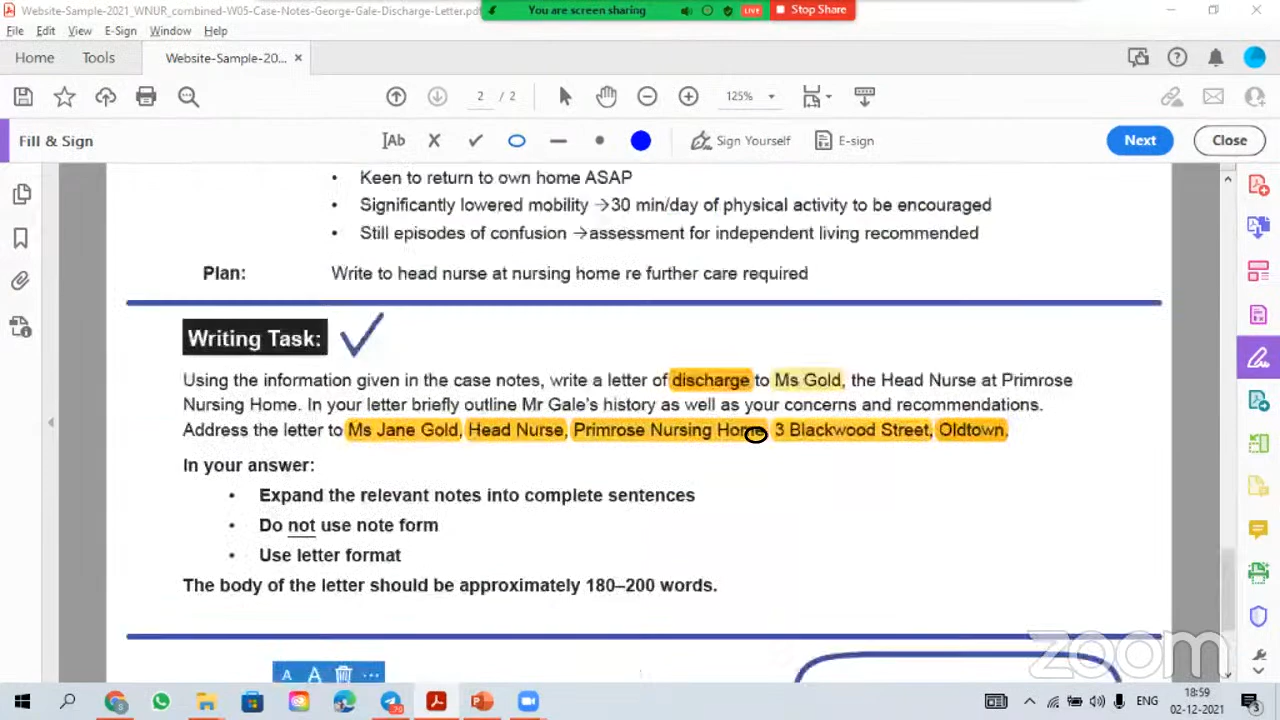 Website-Sample-2021_WNUR_combined-W05-Case-Notes-George-Gale-Discharge-Letter.pdf
You are screen sharing
LIVE
Stop Share
File Edit View E-Sign Window Help
Home Tools Website-Sample-20... ×
2 / 2 125%
Fill & Sign
Ab
Sign Yourself
E-sign
Next
Close
• Keen to return to own home ASAP
• Significantly lowered mobility →30 min/day of physical activity to be encouraged
• Still episodes of confusion →assessment for independent living recommended
Plan: Write to head nurse at nursing home re further care required
Writing Task:
Using the information given in the case notes, write a letter of discharge to Ms Gold, the Head Nurse at Primrose
Nursing Home. In your letter briefly outline Mr Gale's history as well as your concerns and recommendations.
Address the letter to Ms Jane Gold, Head Nurse, Primrose Nursing Home, 3 Blackwood Street, Oldtown.
In your answer:
• Expand the relevant notes into complete sentences
• Do not use note form
• Use letter format
The body of the letter should be approximately 180–200 words.
A A ...
zoom
70
ENG
18:59
02-12-2021
3